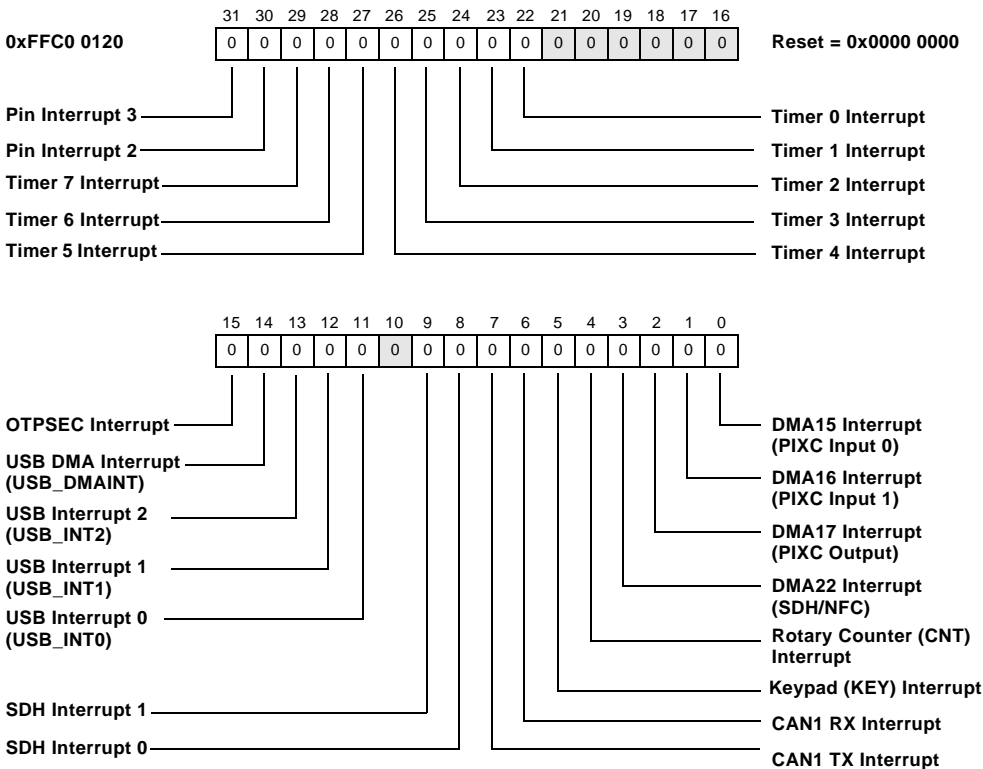 31 30 29 28 27 26 25 24 23 22 21 20 19 18 17 16
0xFFC0 0120 0 0 0 0 0 0 0 0 0 0 0 0 0 0 0 0 Reset = 0x0000 0000
Pin Interrupt 3 Timer 0 Interrupt
Pin Interrupt 2 Timer 1 Interrupt
Timer 7 Interrupt Timer 2 Interrupt
Timer 6 Interrupt Timer 3 Interrupt
Timer 5 Interrupt Timer 4 Interrupt
15 14 13 12 11 10 9 8 7 6 5 4 3 2 1 0
0 0 0 0 0 0 0 0 0 0 0 0 0 0 0 0
OTPSEC Interrupt
USB DMA Interrupt
(USB_DMAINT)
USB Interrupt 2
(USB_INT2)
USB Interrupt 1
(USB_INT1)
USB Interrupt 0
(USB_INT0)
SDH Interrupt 1
SDH Interrupt 0
DMA15 Interrupt
(PIXC Input 0)
DMA16 Interrupt
(PIXC Input 1)
DMA17 Interrupt
(PIXC Output)
DMA22 Interrupt
(SDH/NFC)
Rotary Counter (CNT)
Interrupt
Keypad (KEY) Interrupt
CAN1 RX Interrupt
CAN1 TX Interrupt